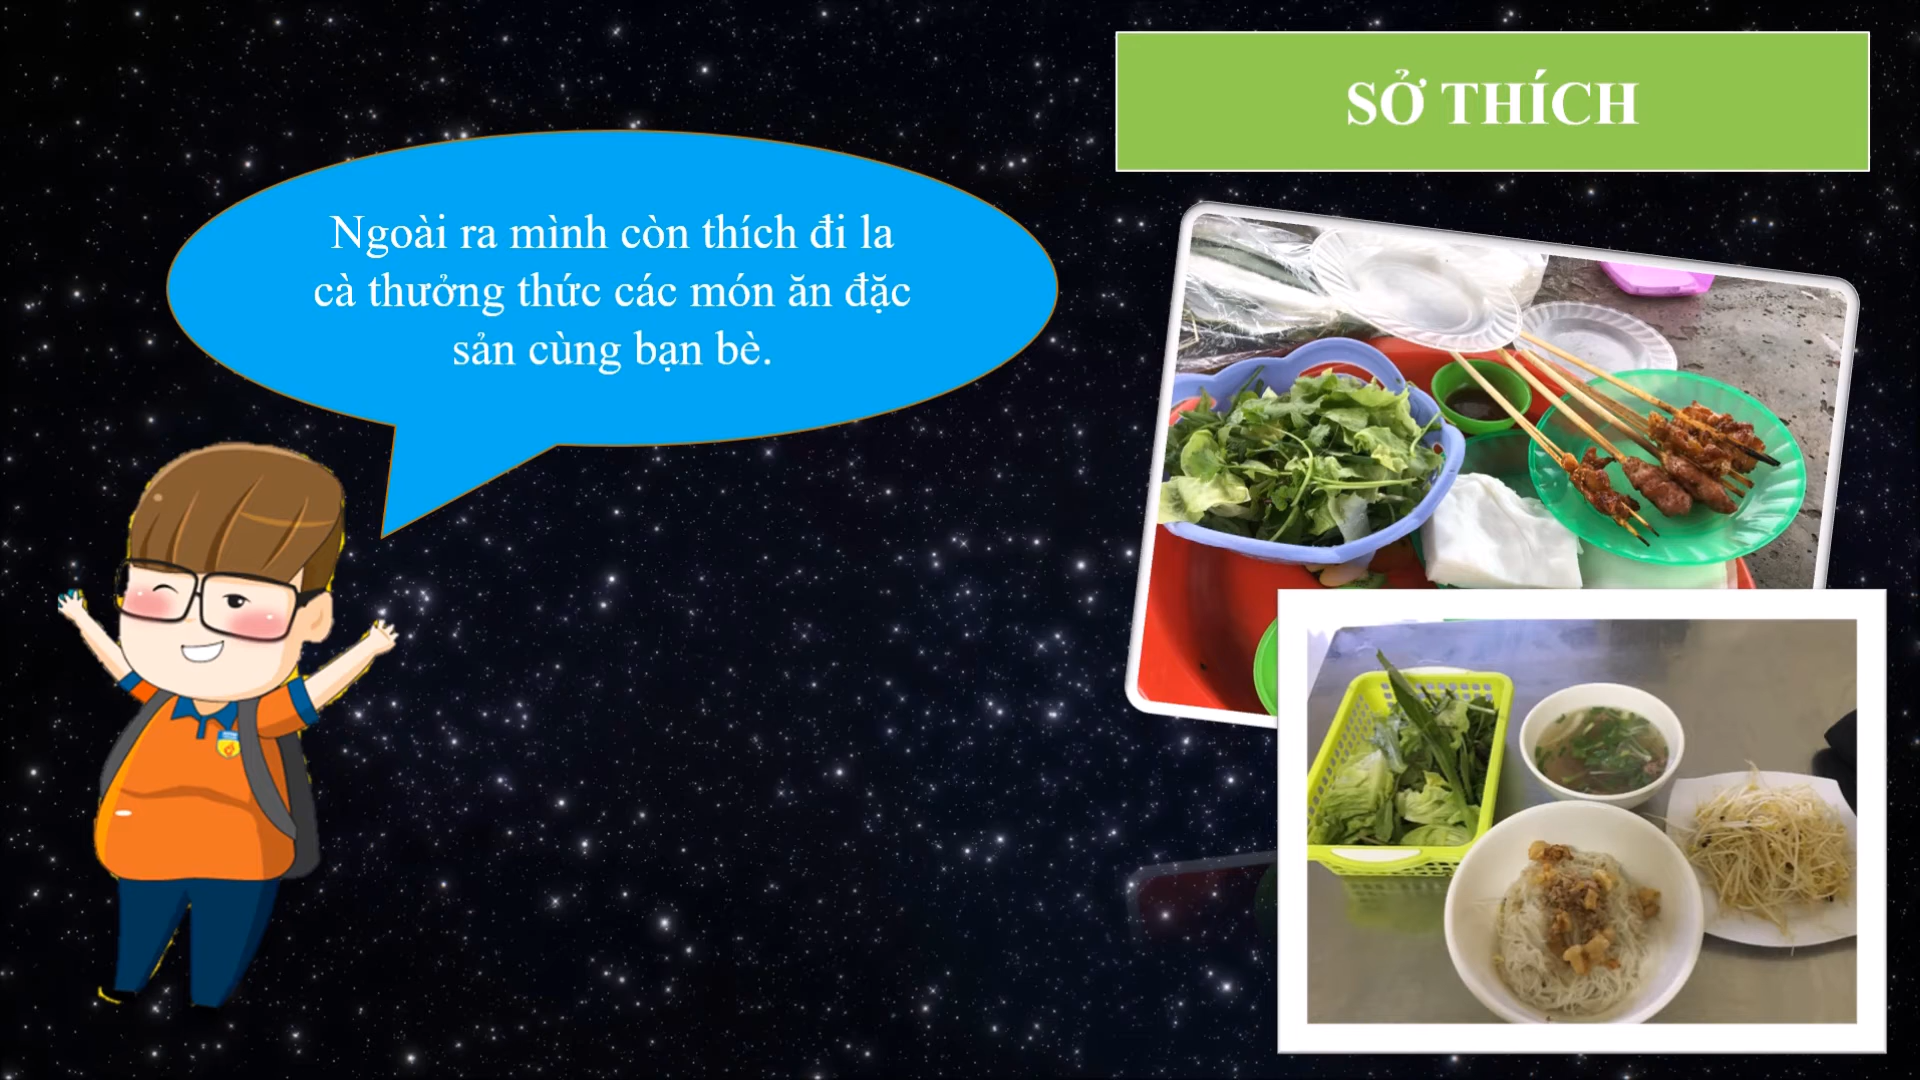 SỞ THÍCH
Ngoài ra mình còn thích đi la
cà thưởng thức các món ăn đặc
sản cùng bạn bè.